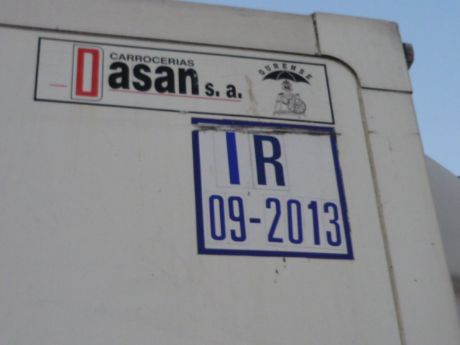 CARROCERIAS
Dasan s. a.
OURENSE
IR
09-2013